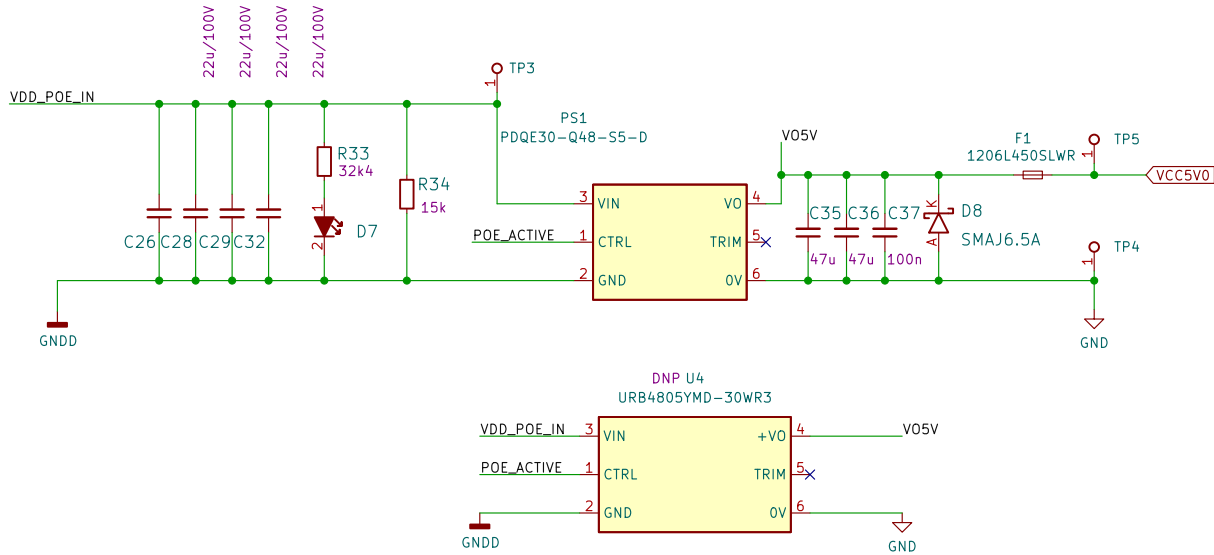 22u/100V
22u/100V
22u/100V
22u/100V
TP3
1
VDD_POE_IN
PS1
PDQE30-Q48-S5-D
VO5V
F1
1206L450SLWR
TP5
1
VCC5V0
R33
32k4
R34
15k
3 VIN
VO 4
1
D7
2
C26 C28 C29 C32
POE_ACTIVE
1 CTRL
TRIM 5
C35 C36 C37
47u 47u 100n
K
D8
A
SMAJ6.5A
TP4
1
2 GND
0V 6
GNDD
GND
DNP U4
URB4805YMD-30WR3
VDD_POE_IN
3 VIN
+VO 4
VO5V
POE_ACTIVE
1 CTRL
TRIM 5
2 GND
0V 6
GNDD
GND